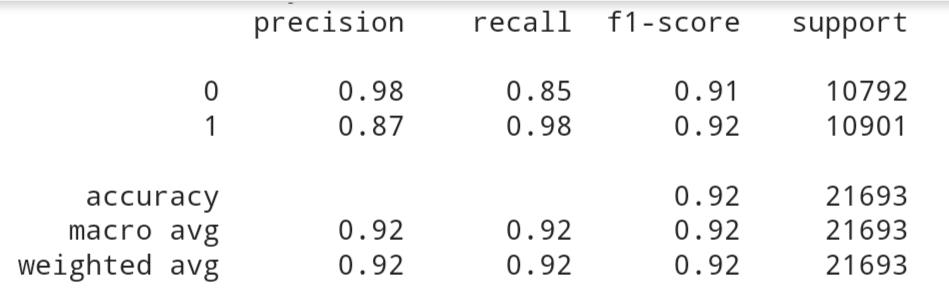 precision recall f1-score support
0 0.98 0.85 0.91 10792
1 0.87 0.98 0.92 10901
accuracy 0.92 21693
macro avg 0.92 0.92 0.92 21693
weighted avg 0.92 0.92 0.92 21693